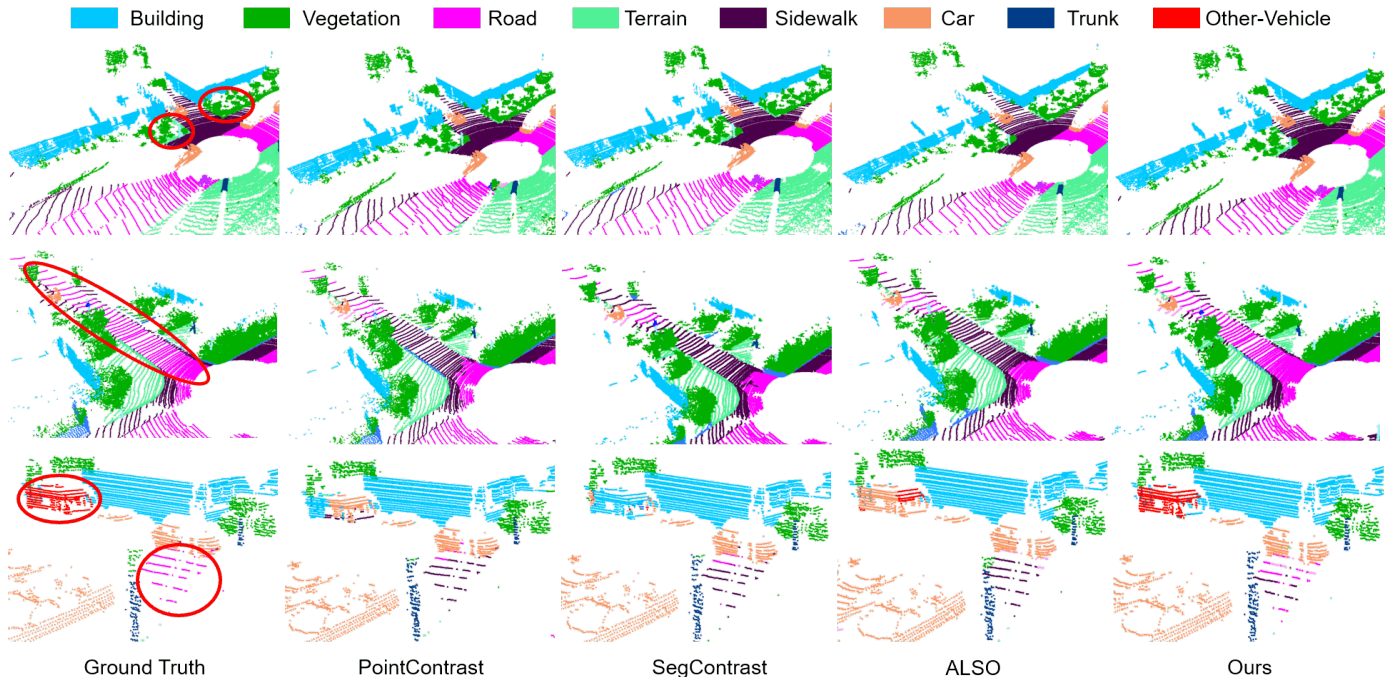 Building Vegetation Road Terrain Sidewalk Car Trunk Other-Vehicle
Ground Truth PointContrast SegContrast ALSO Ours